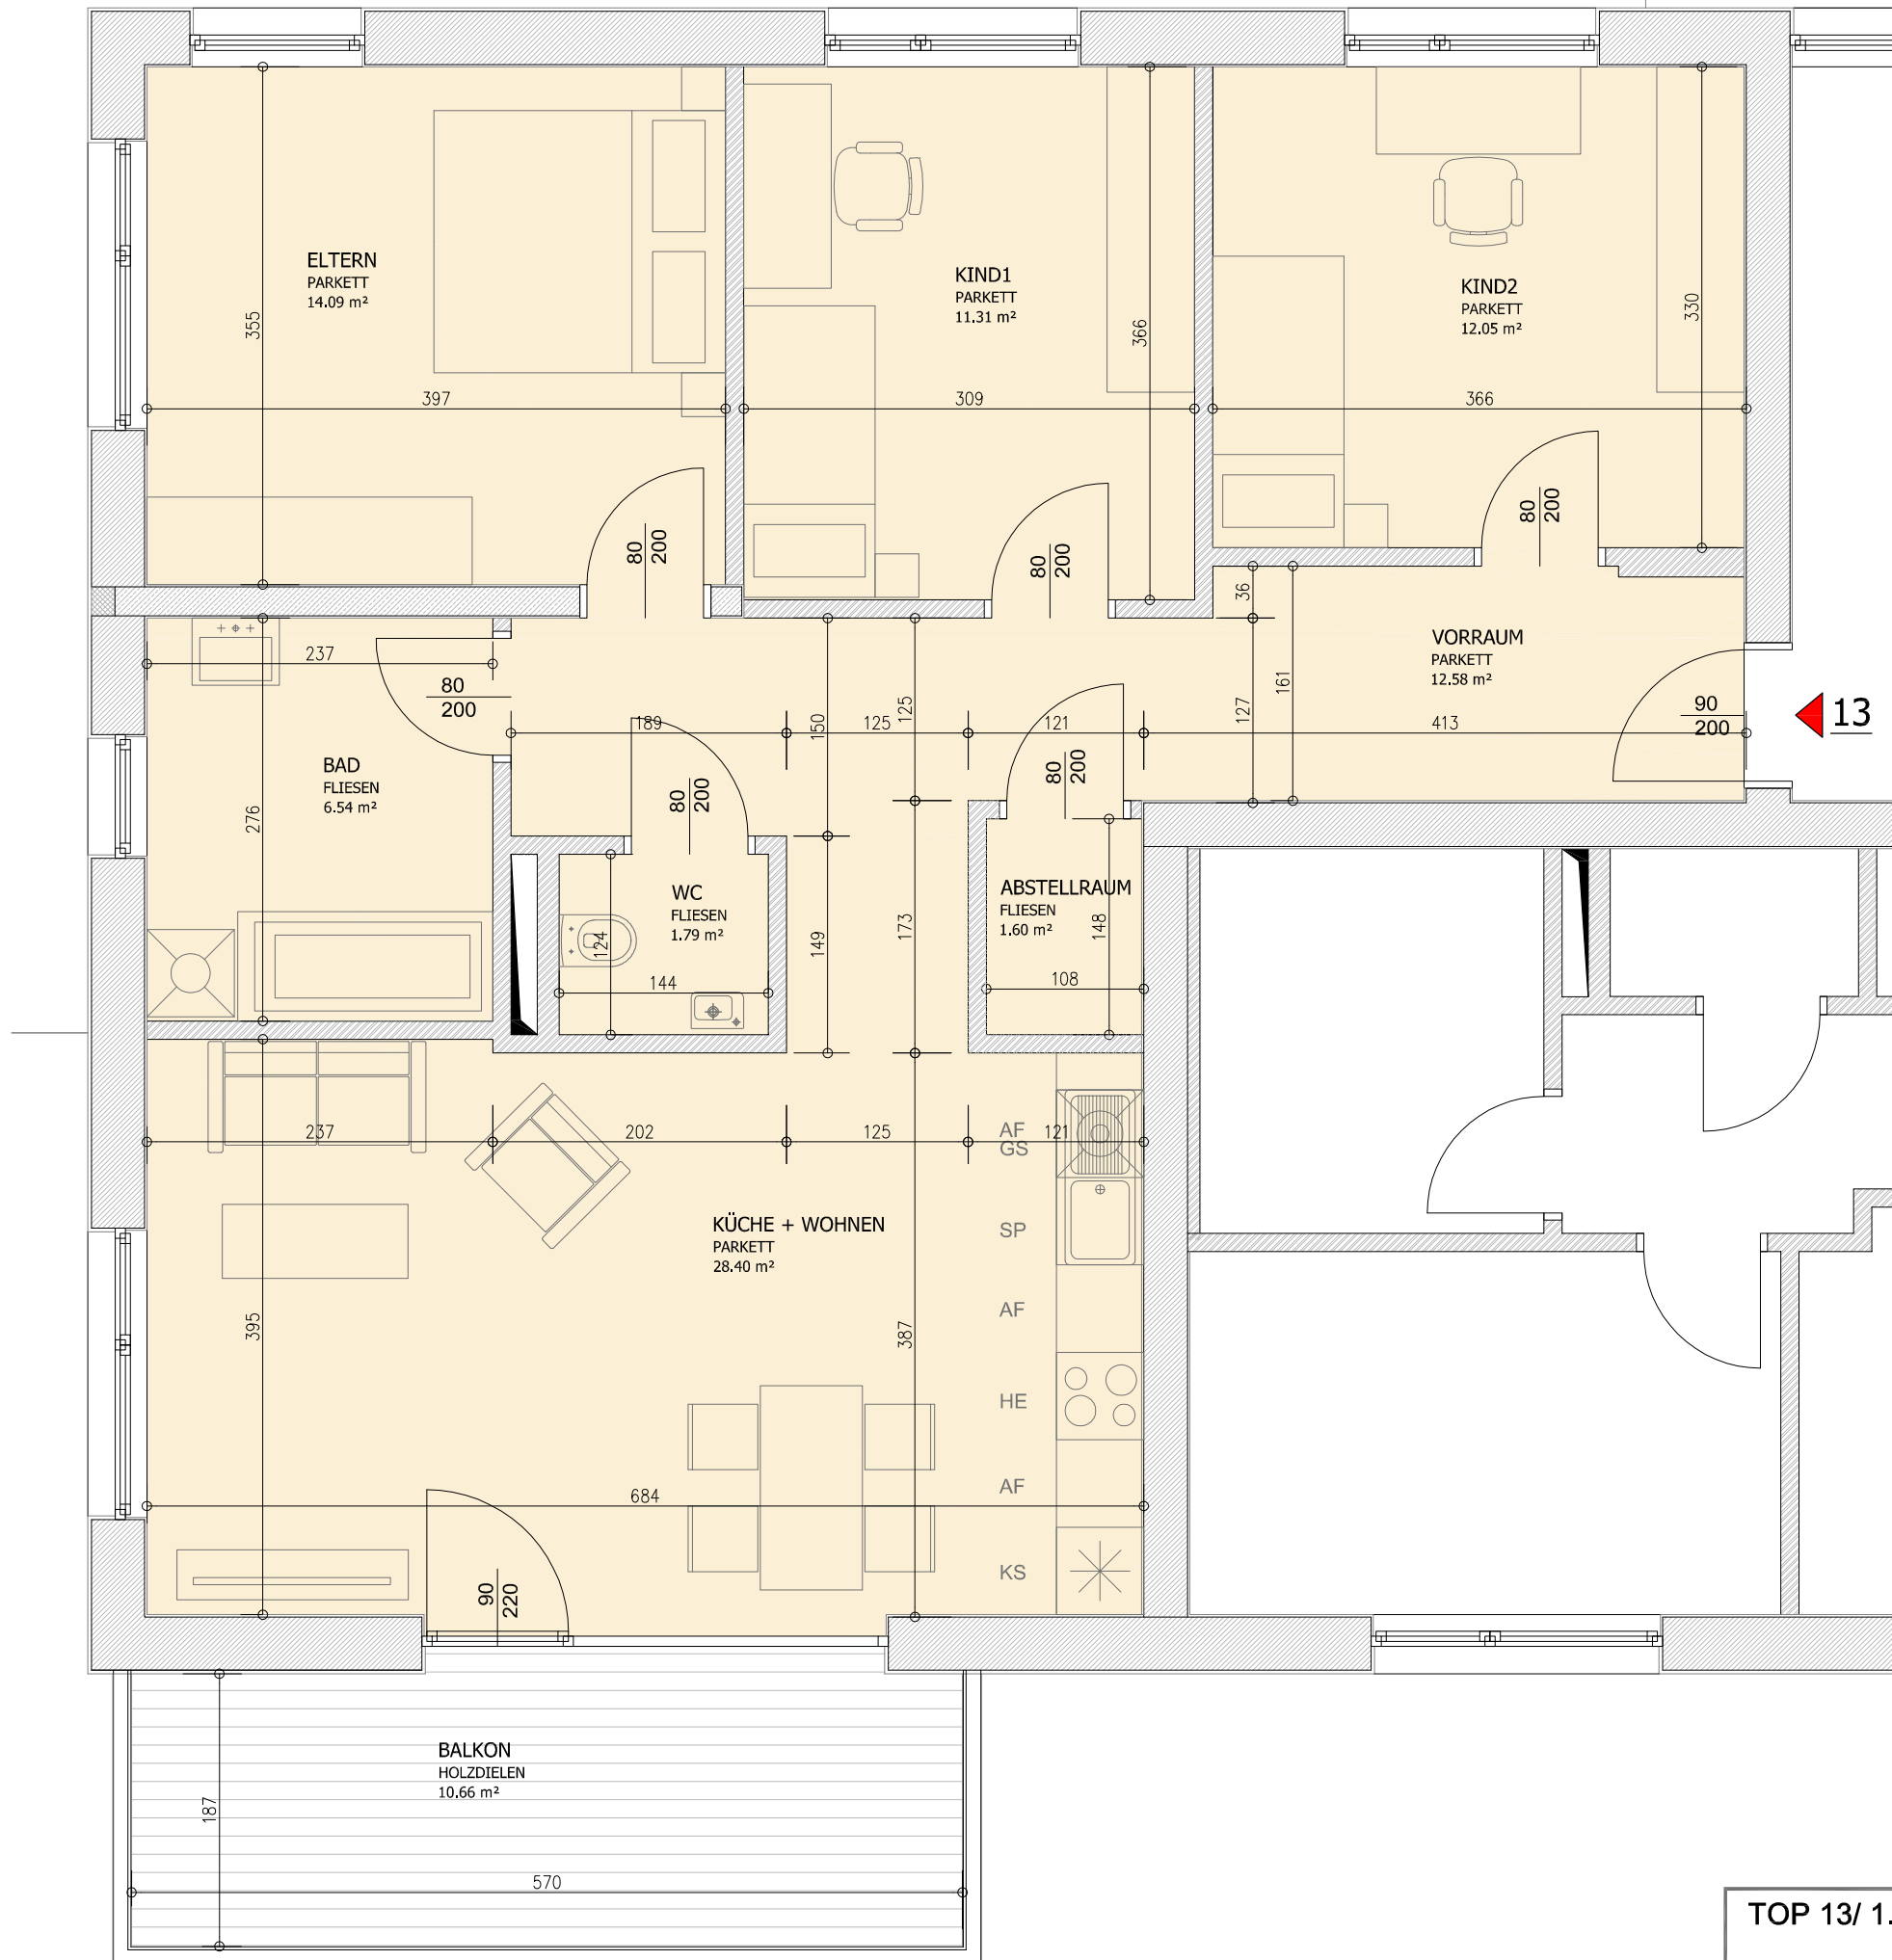 ELTERN
PARKETT
14.09 m²
355
397
80
200
KIND1
PARKETT
11.31 m²
366
309
80
200
KIND2
PARKETT
12.05 m²
330
366
80
200
VORRAUM
PARKETT
12.58 m²
36
161
127
413
90
200
13
237
80
200
BAD
FLIESEN
6.54 m²
276
189
150
125
125
121
80
200
80
200
WC
FLIESEN
1.79 m²
124
144
149
173
ABSTELLRAUM
FLIESEN
1.60 m²
148
108
237
202
125
121
AF
GS
KÜCHE + WOHNEN
PARKETT
28.40 m²
SP
AF
395
387
HE
AF
684
KS
90
220
BALKON
HOLZDIELEN
10.66 m²
187
570
TOP 13/ 1.